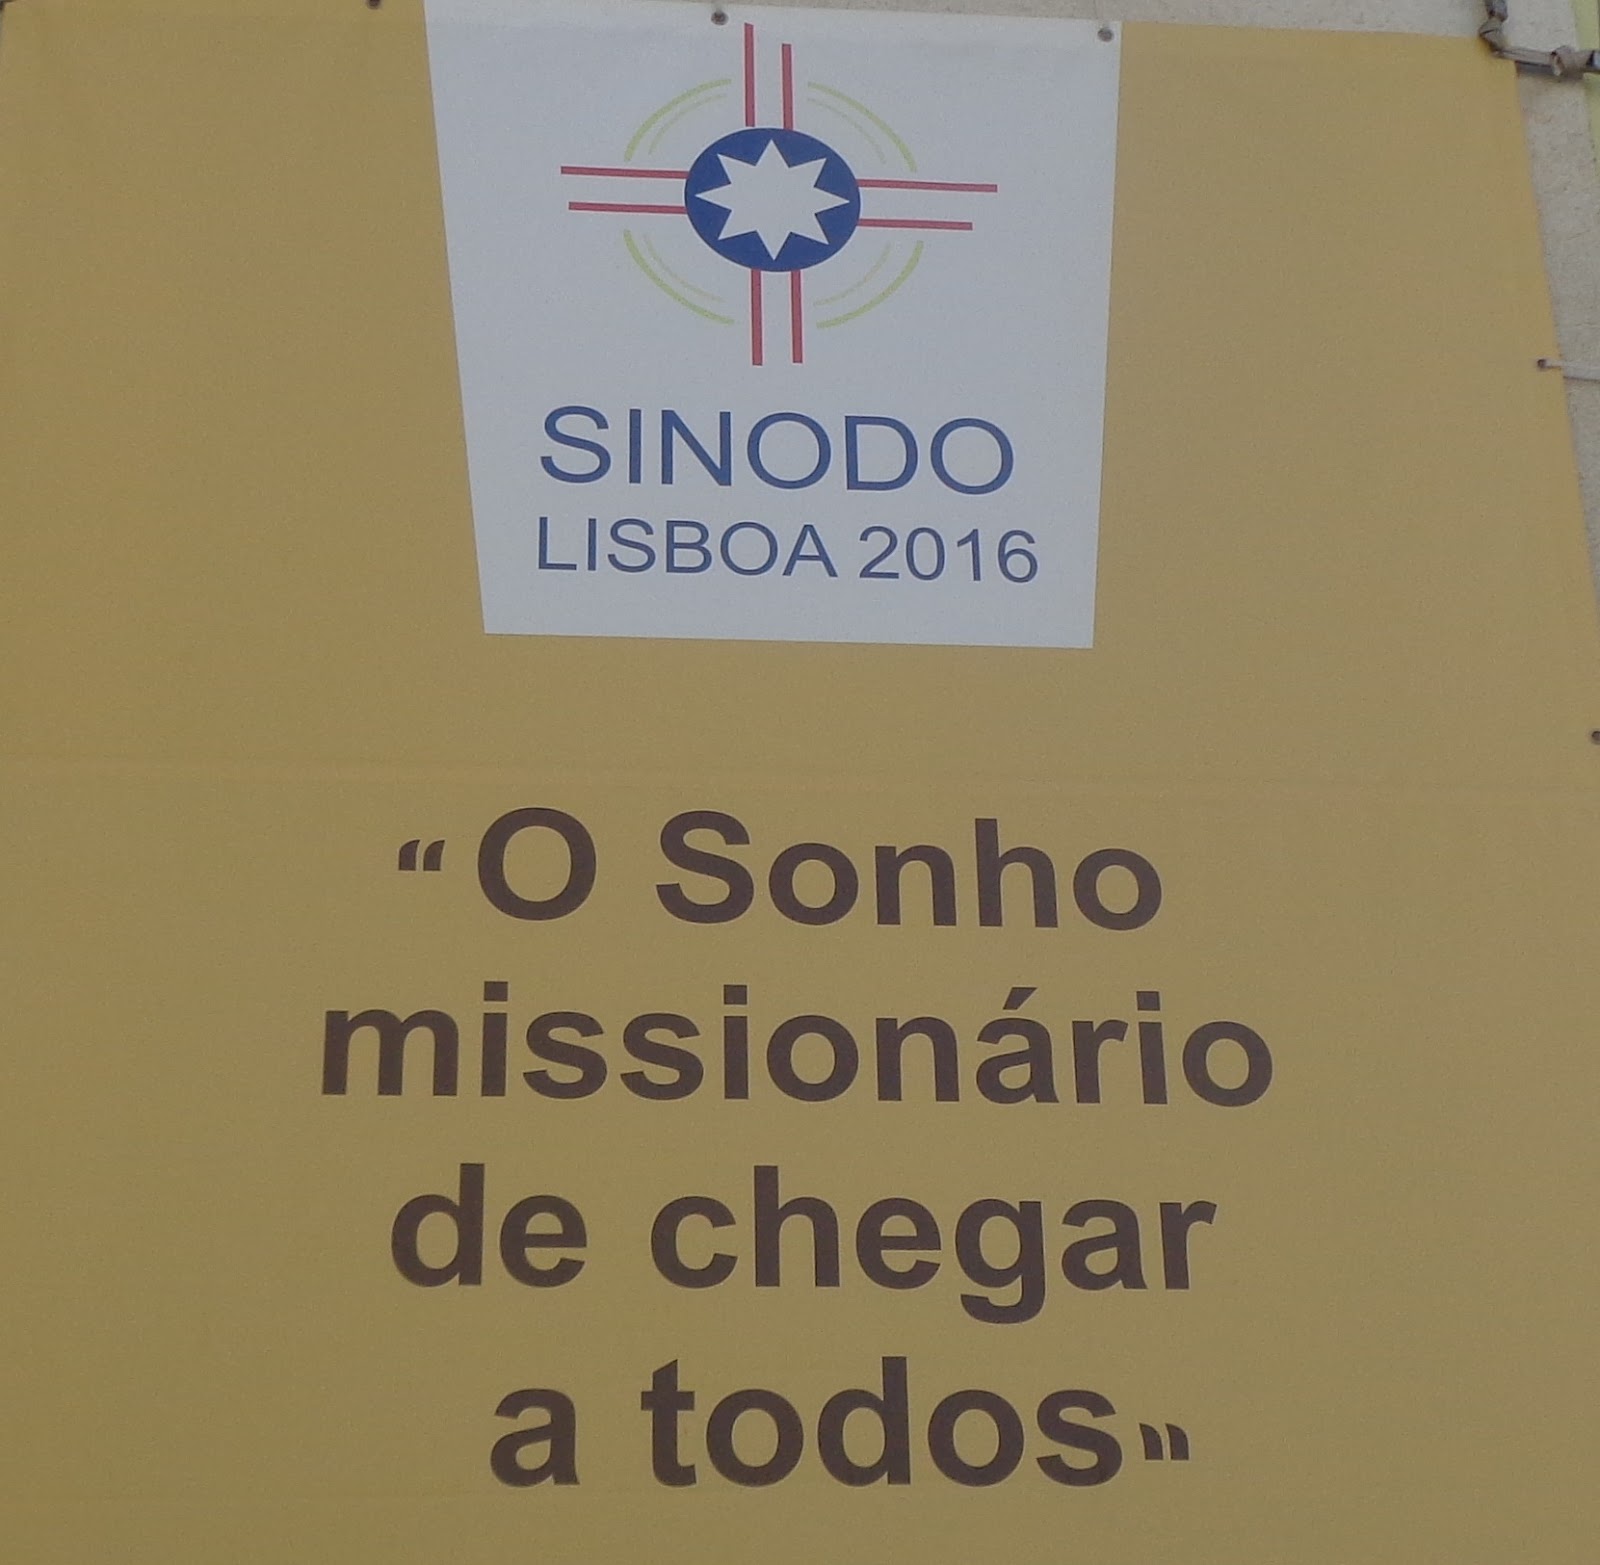 SINODO
LISBOA 2016
“O Sonho
missionário
de chegar
a todos”